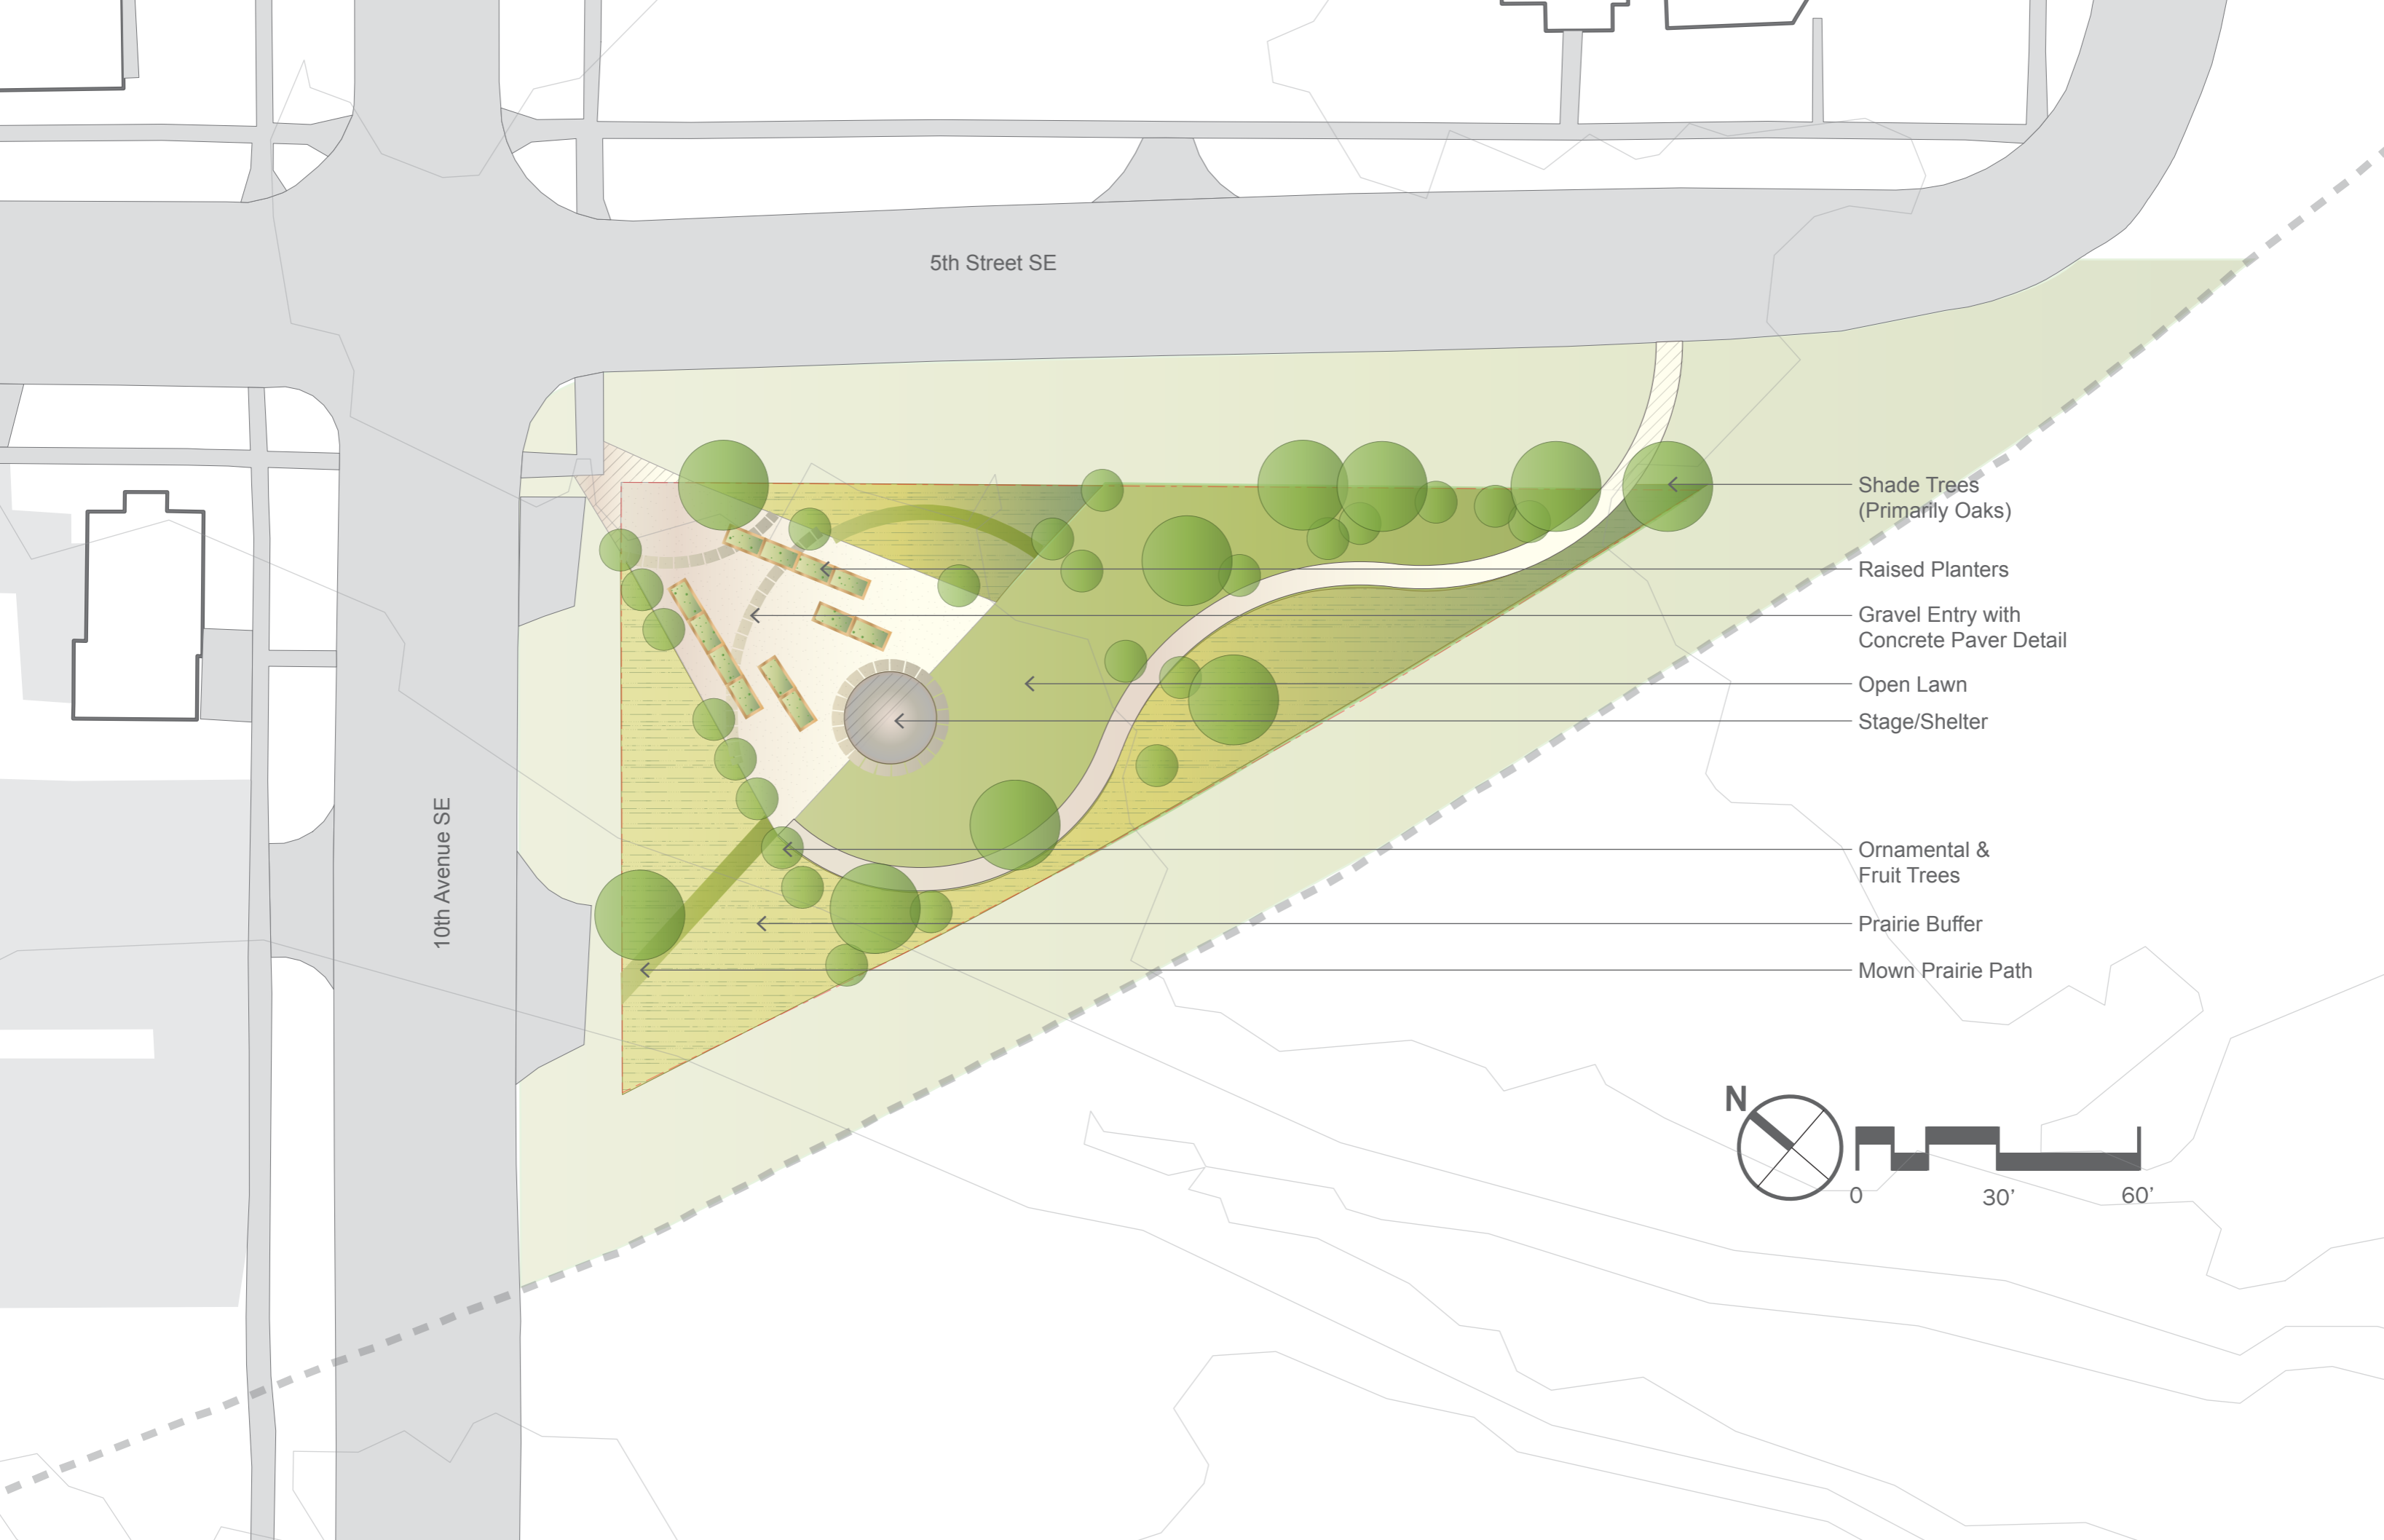 5th Street SE
10th Avenue SE
Shade Trees
(Primarily Oaks)
Raised Planters
Gravel Entry with
Concrete Paver Detail
Open Lawn
Stage/Shelter
Ornamental &
Fruit Trees
Prairie Buffer
Mown Prairie Path
N
0
30’
60’